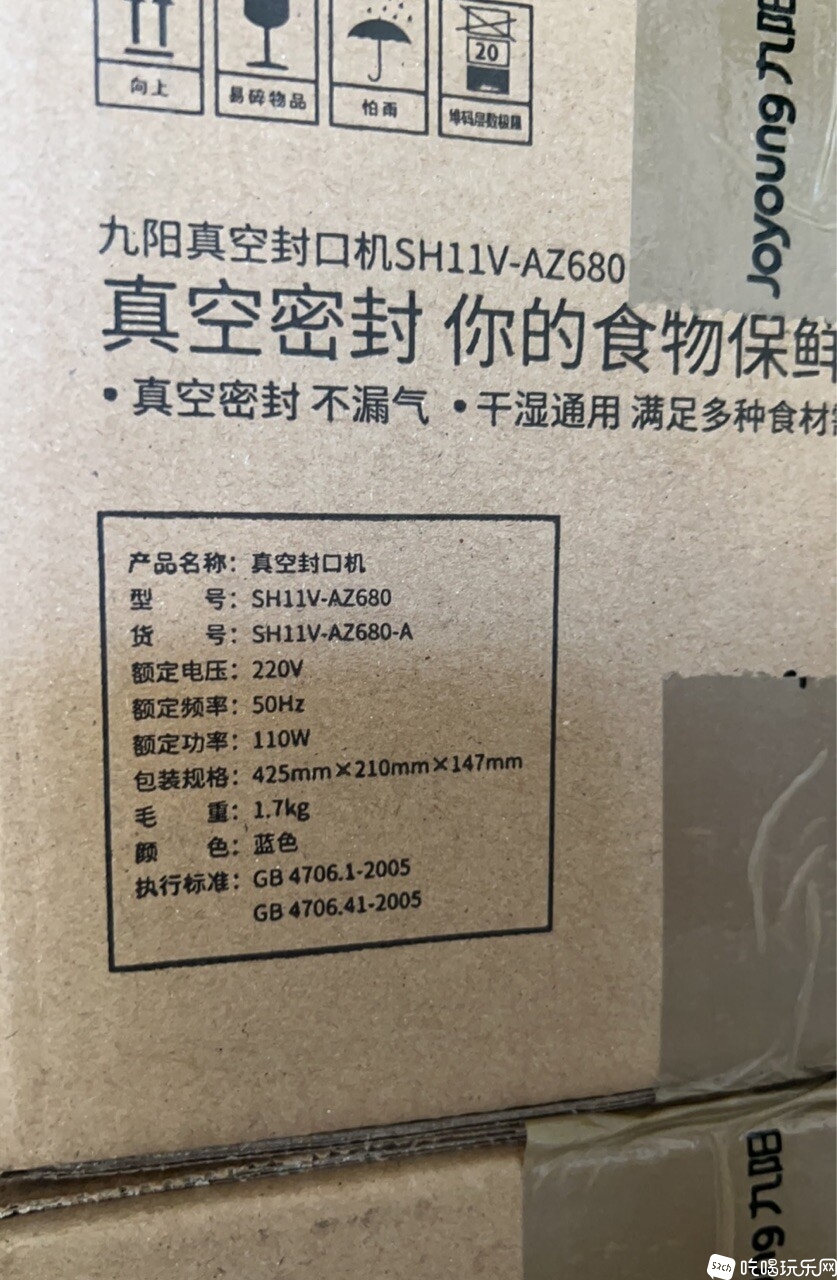 20
向上
易碎物品
怕雨
堆码层数极限
Joyoung 九阳
九阳真空封口机SH11V-AZ680
真空密封 你的食物保鲜
• 真空密封 不漏气 • 干湿通用 满足多种食材
产品名称：真空封口机
型 号：SH11V-AZ680
货 号：SH11V-AZ680-A
额定电压：220V
额定频率：50Hz
额定功率：110W
包装规格：425mm×210mm×147mm
毛 重：1.7kg
颜 色：蓝色
执行标准：GB 4706.1-2005
GB 4706.41-2005
ng 九阳
Sach 吃喝玩乐网